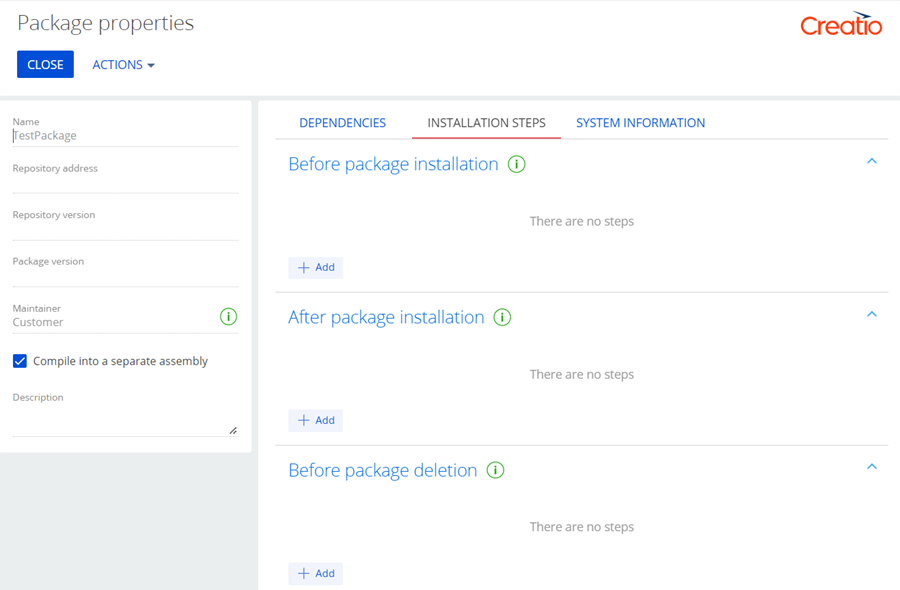 Package properties
Creatio
CLOSE
ACTIONS
Name
TestPackage
Repository address
Repository version
Package version
Maintainer
Customer
Compile into a separate assembly
Description
DEPENDENCIES
INSTALLATION STEPS
SYSTEM INFORMATION
Before package installation
There are no steps
+ Add
After package installation
There are no steps
+ Add
Before package deletion
There are no steps
+ Add